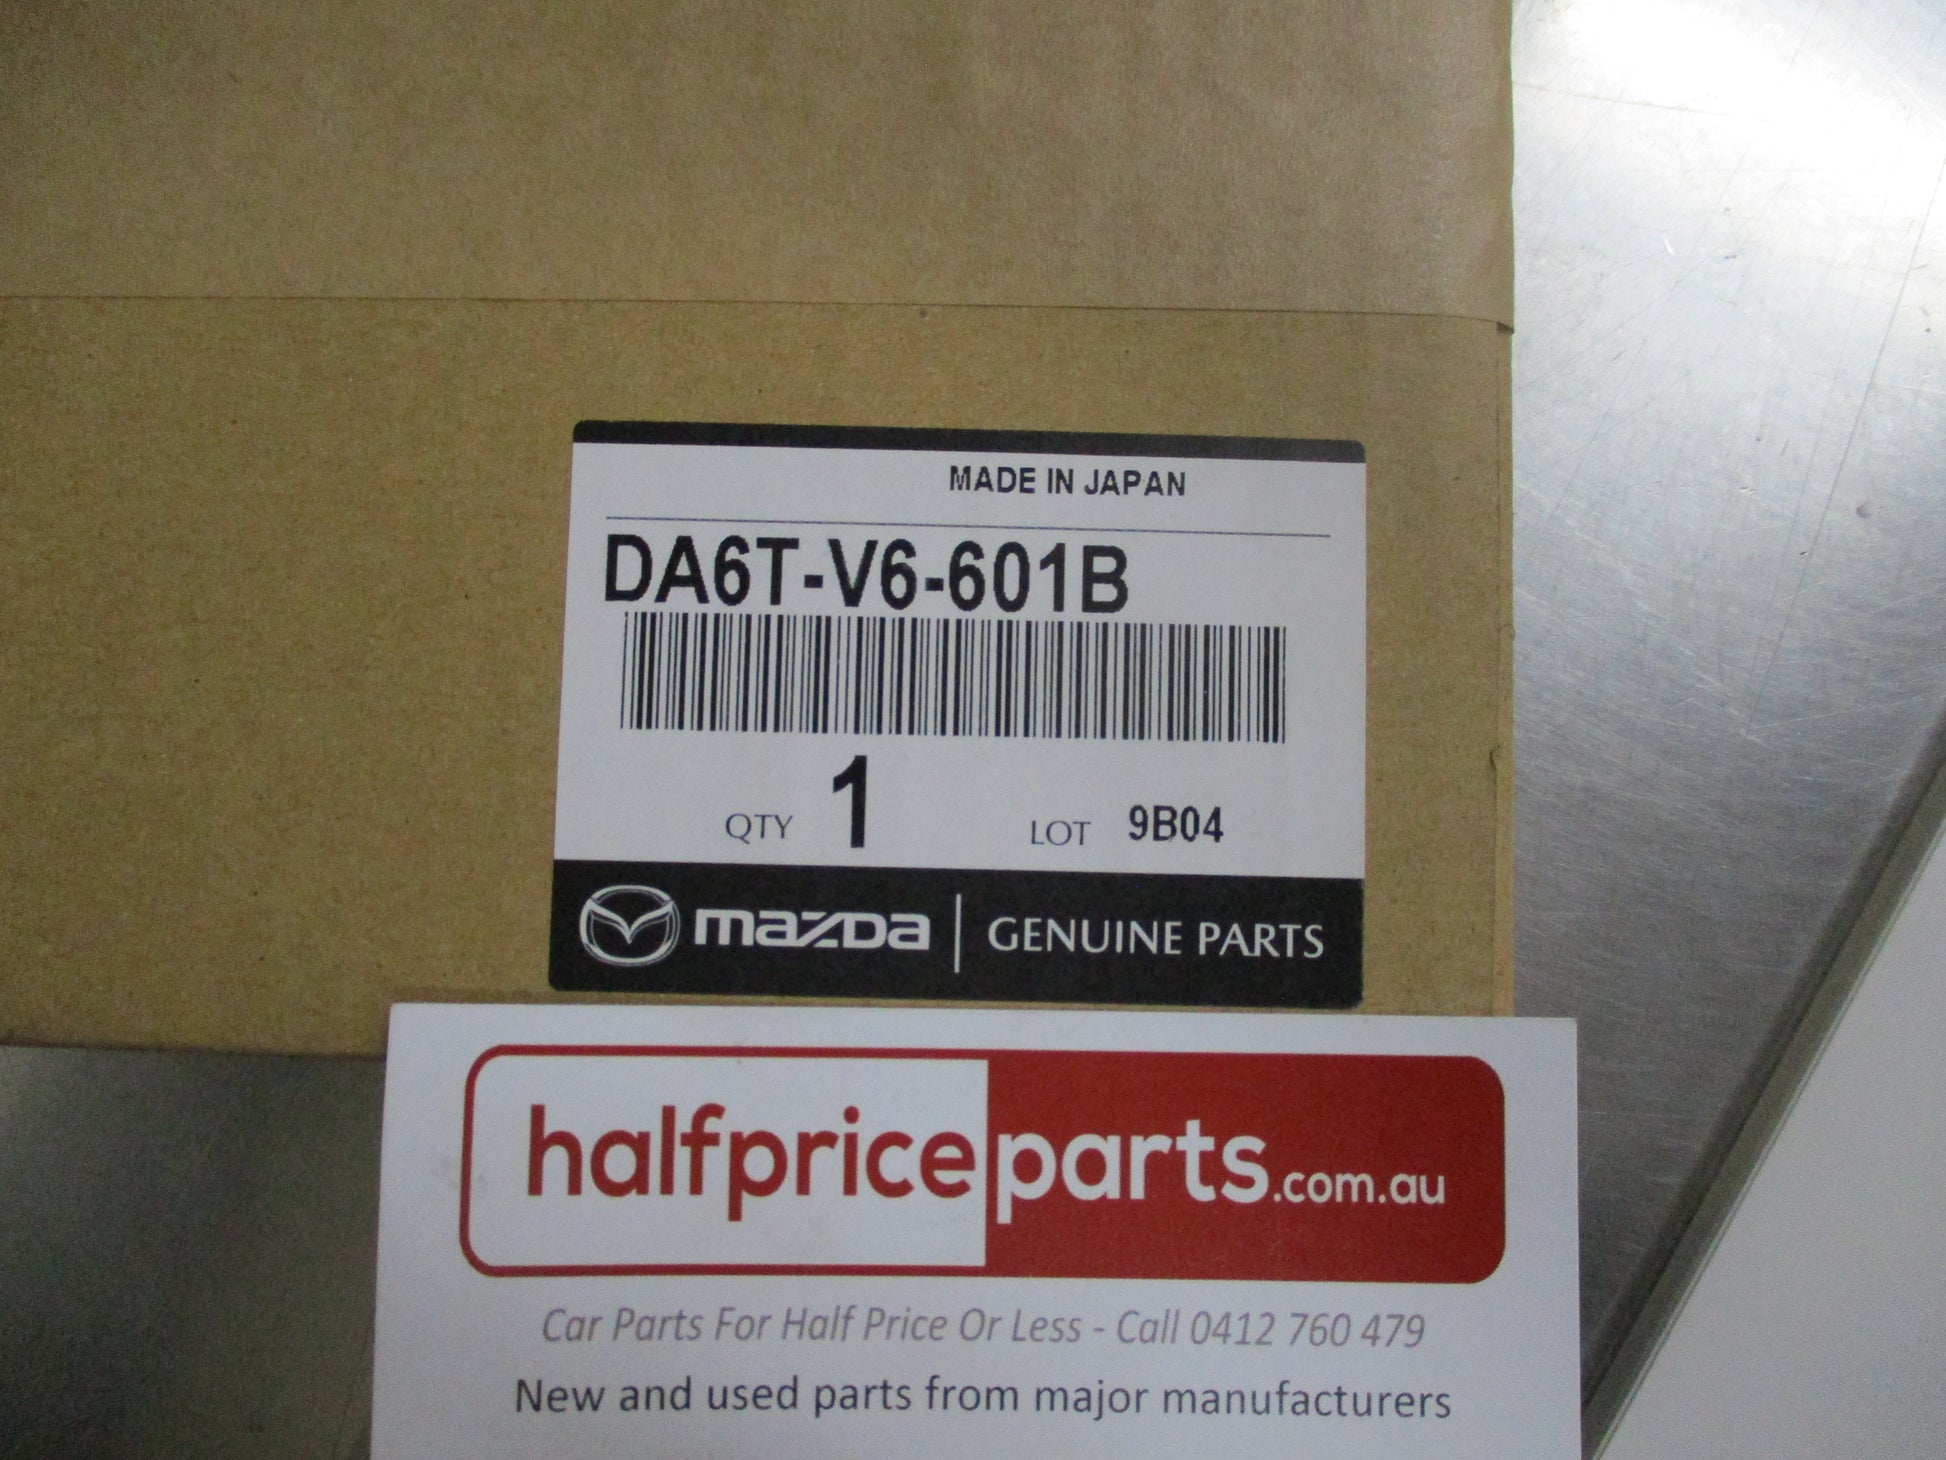 MADE IN JAPAN
DA6T-V6-601B
QTY 1 LOT 9B04
mazDa GENUINE PARTS
halfpriceparts.com.au
Car Parts For Half Price Or Less - Call 0412 760 479
New and used parts from major manufacturers